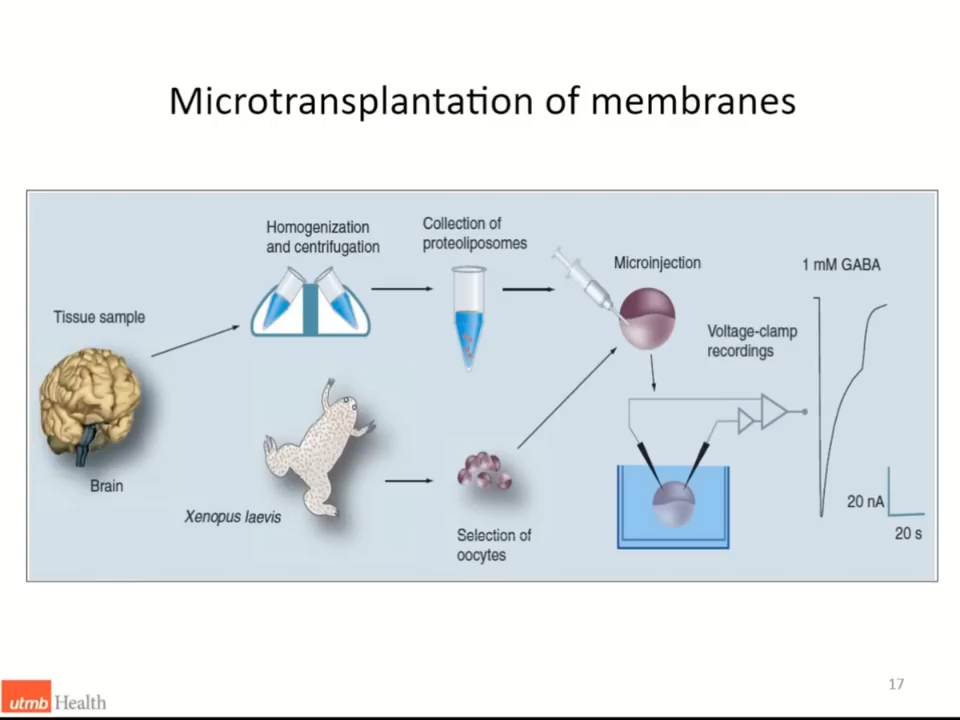 Microtransplantation of membranes
Tissue sample
Brain
Homogenization
and centrifugation
Collection of
proteoliposomes
Microinjection
1 mM GABA
Voltage-clamp
recordings
Xenopus laevis
Selection of
oocytes
20 nA
20 s
utmb Health
17